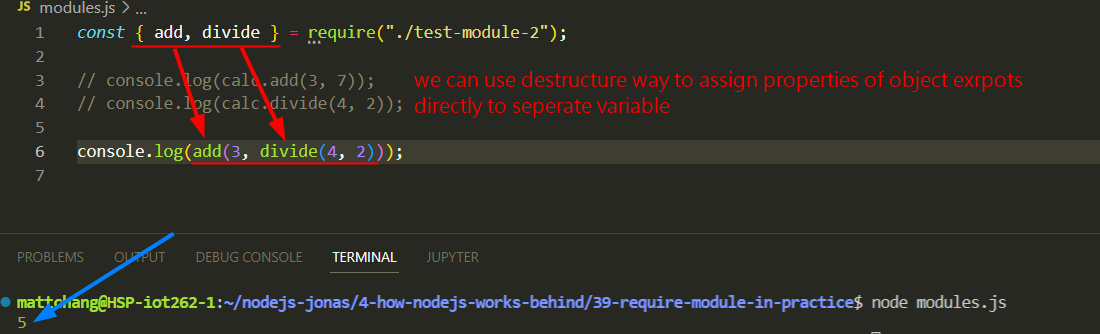 JS modules.js > ...
1 const { add, divide } = require("./test-module-2");
2
3 // console.log(calc.add(3, 7));
4 // console.log(calc.divide(4, 2));
we can use destructure way to assign properties of object exrpots
directly to seperate variable
5
6 console.log(add(3, divide(4, 2)));
7
PROBLEMS OUTPUT DEBUG CONSOLE TERMINAL JUPYTER
mattchang@HSP-iot262-1:~/nodejs-jonas/4-how-nodejs-works-behind/39-require-module-in-practice$ node modules.js
5